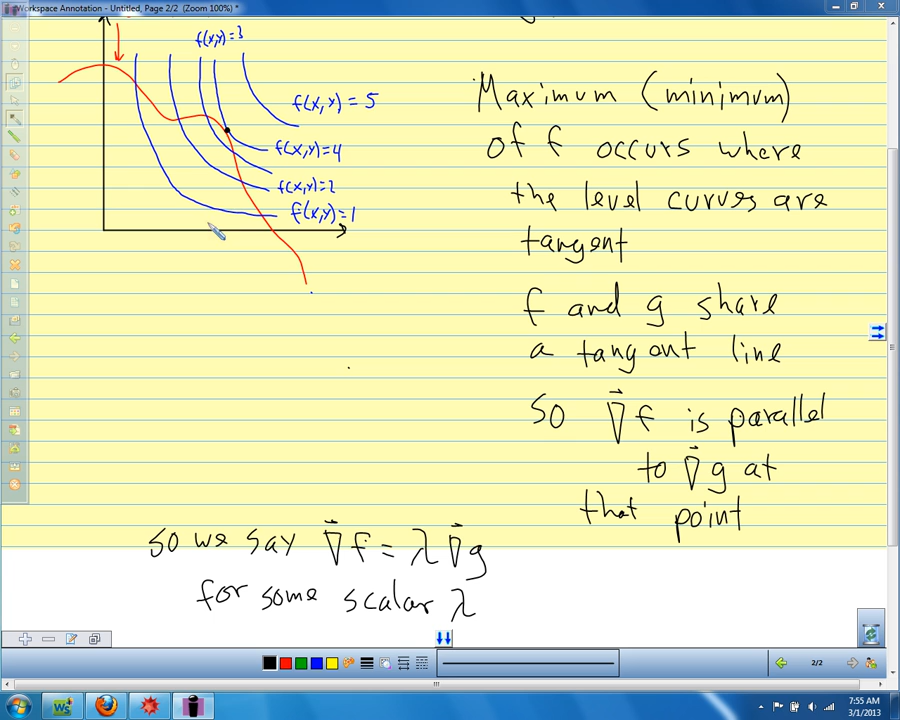 Workspace Annotation - Untitled, Page 2/2 (Zoom 100%) *
f(x,y)=3
f(x,y)=5
f(x,y)=4
f(x,y)=2
f(x,y)=1
Maximum (minimum)
of f occurs where
the level curves are
tangent
f and g share
a tangent line
So ∇⃗f is parallel
to ∇⃗g at
that point
so we say ∇⃗f = λ∇⃗g
for some scalar λ
2/2
7:55 AM
3/1/2013